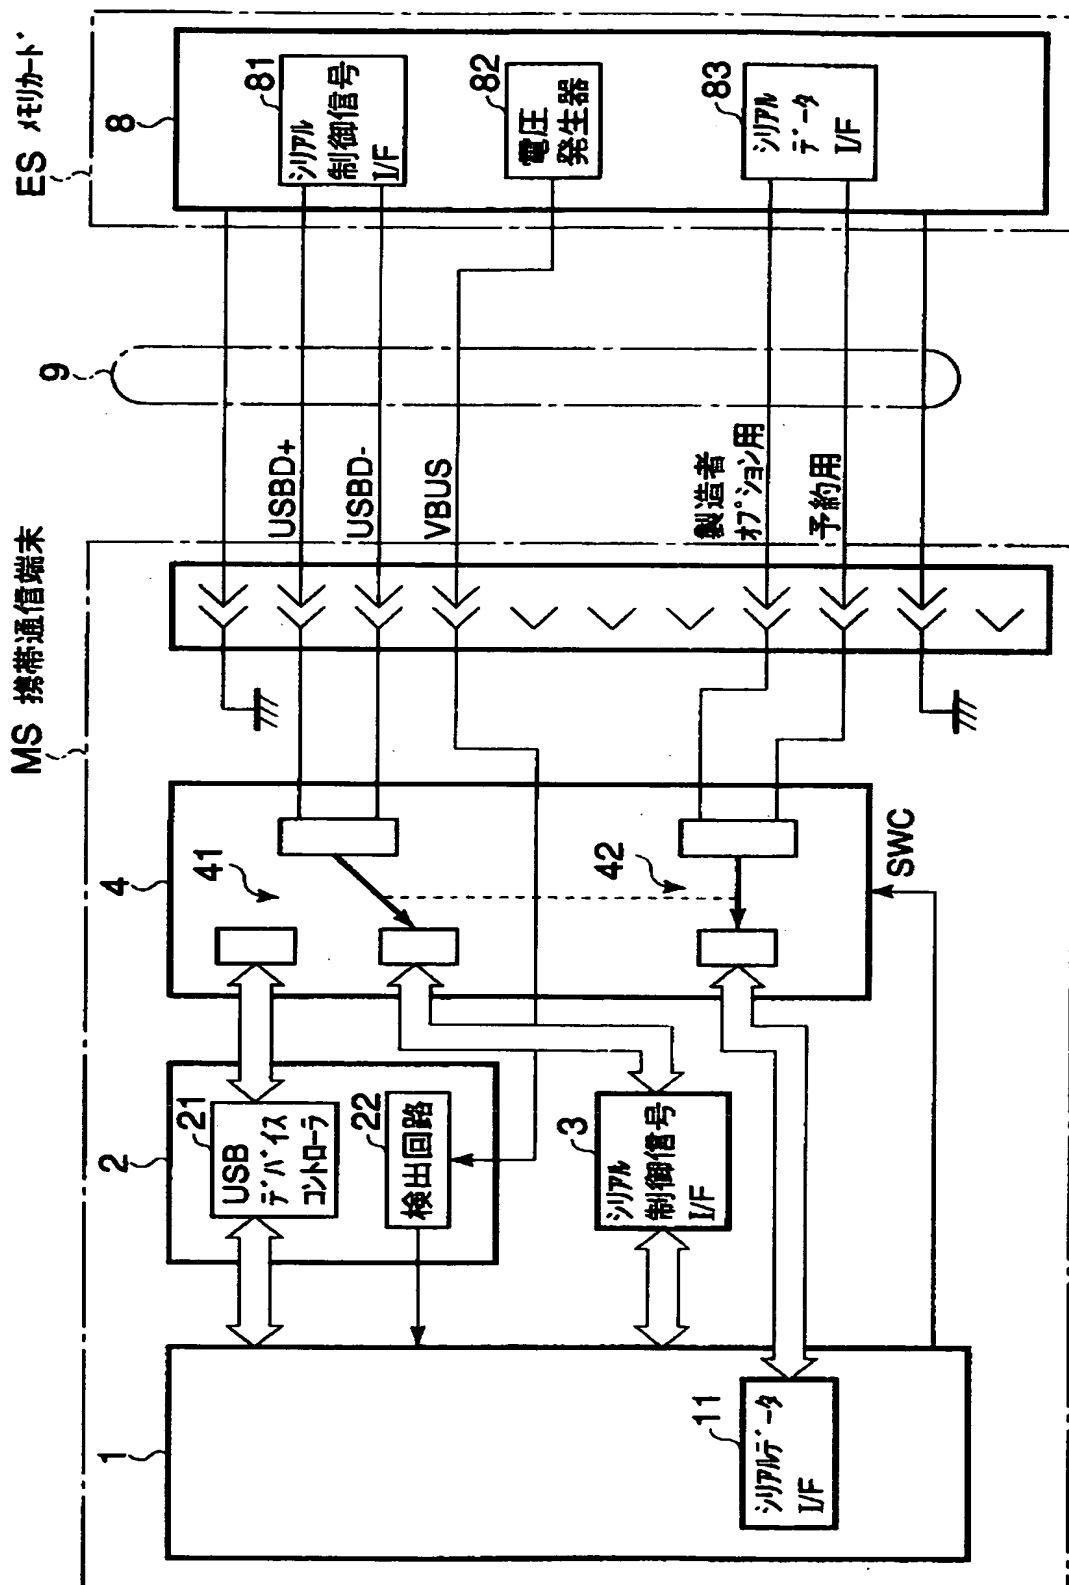 ES メモリカード
8
81
シリアル
制御信号
I/F
82
電圧
発生器
83
シリアル
データ
I/F
9
USBD+
USBD-
VBUS
製造者
オプション用
予約用
MS 携帯通信端末
4
41
42
SWC
2
21
USB
デバイス
コントローラ
22
検出回路
3
シリアル
制御信号
I/F
1
11
シリアルデータ
I/F